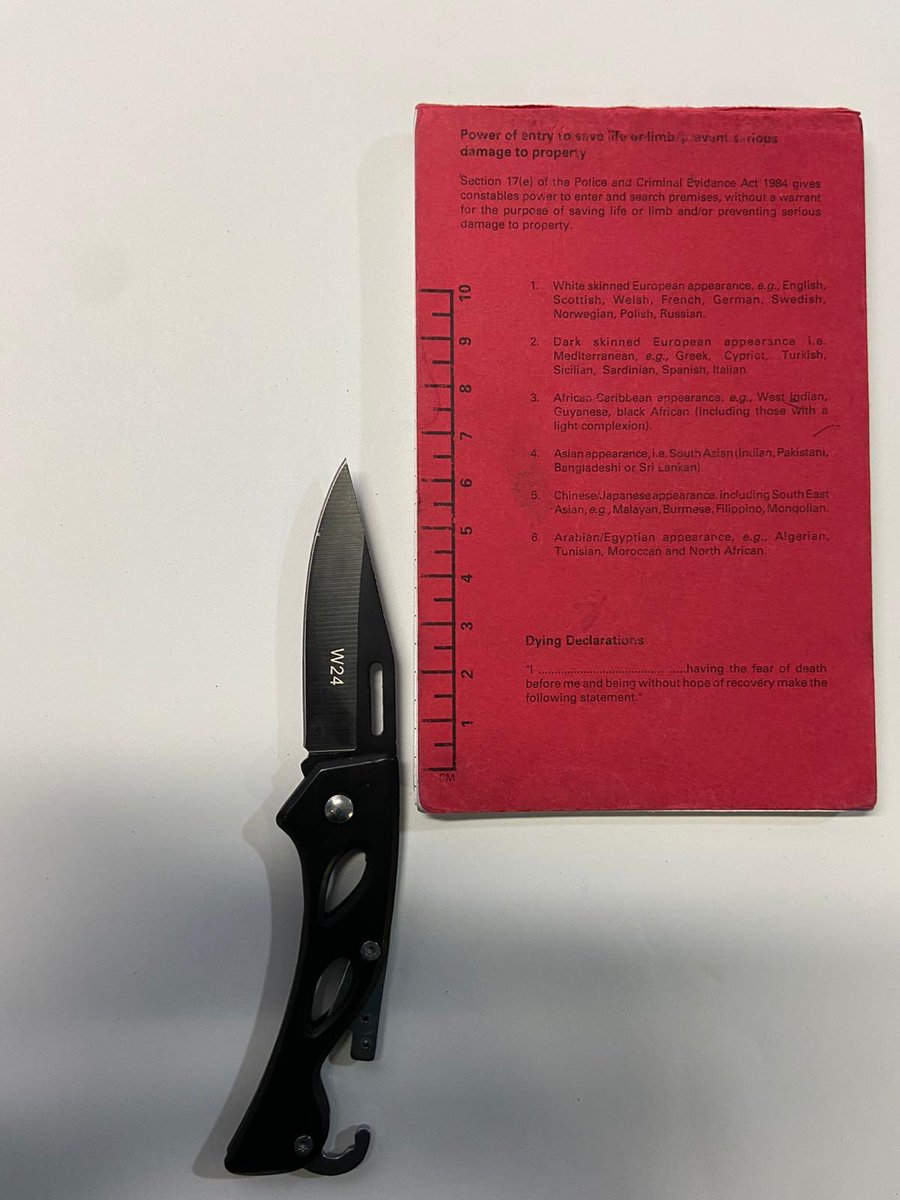 Power of entry to save life or limb prevent serious
damage to property
Section 17(e) of the Police and Criminal Evidence Act 1984 gives
constables power to enter and search premises, without a warrant
for the purpose of saving life or limb and/or preventing serious
damage to property.
1. White skinned European appearance, e.g., English,
Scottish, Welsh, French, German, Swedish,
Norwegian, Polish, Russian.
2. Dark skinned European appearance i.e.
Mediterranean, e.g., Greek, Cypriot, Turkish,
Sicilian, Sardinian, Spanish, Italian.
3. African-Caribbean appearance. e.g., West Indian,
Guyanese, black African (including those with a
light complexion).
4. Asian appearance, i.e. South Asian (Indian, Pakistani,
Bangladeshi or Sri Lankan)
5. Chinese/Japanese appearance. including South East
Asian, e.g., Malayan, Burmese, Filippino, Mongolian.
6. Arabian/Egyptian appearance, e.g., Algerian,
Tunisian, Moroccan and North African.
Dying Declarations
"I .......................................... .....having the fear of death
before me and being without hope of recovery make the
following statement."
10
9
8
7
6
5
4
3
2
1
CM
W24